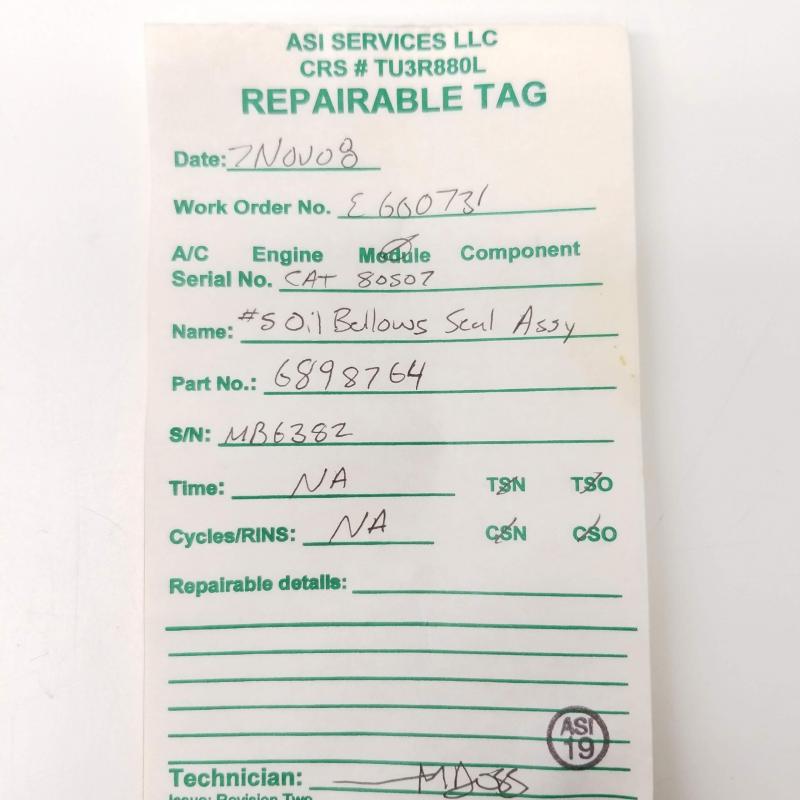 ASI SERVICES LLC
CRS # TU3R880L
REPAIRABLE TAG
Date: 7NOV08
Work Order No. E600731
A/C Engine Module Component
Serial No. CAT 80507
Name: #5 Oil Bellows Seal Assy
Part No.: 6898764
S/N: MB6382
Time: NA TSN TSO
Cycles/RINS: NA CSN CSO
Repairable details:
ASI
19
Technician:
Issue: Revision Two